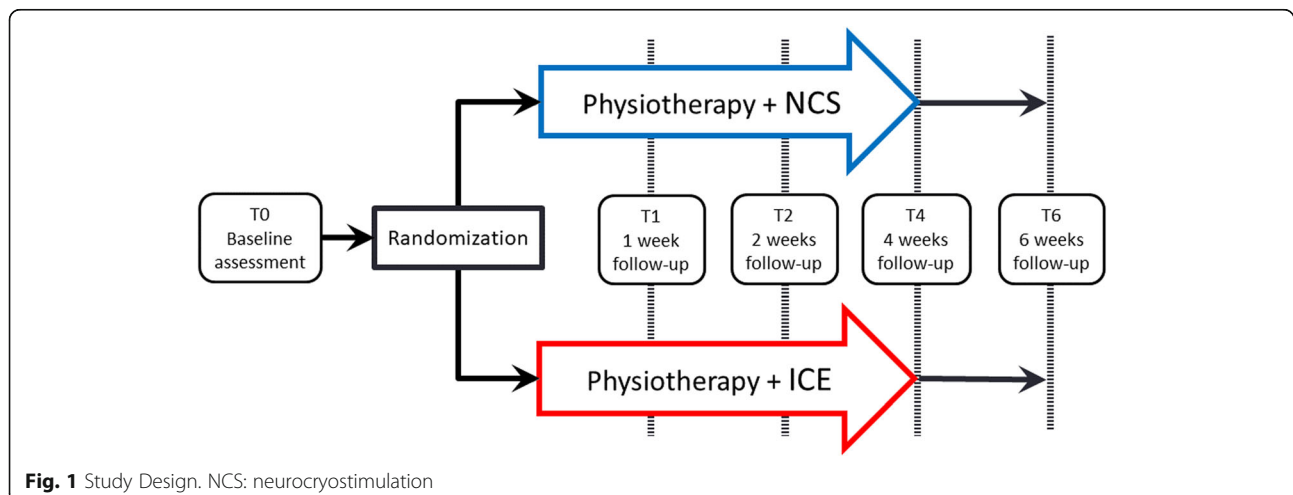 Physiotherapy + NCS
T0
Baseline
assessment
Randomization
T1
1 week
follow-up
T2
2 weeks
follow-up
T4
4 weeks
follow-up
T6
6 weeks
follow-up
Physiotherapy + ICE
Fig. 1 Study Design. NCS: neurocryostimulation